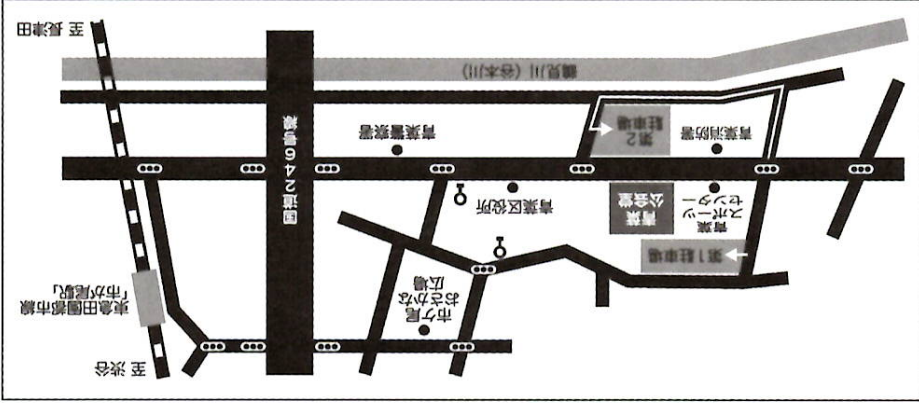 至 渋谷
市ケ尾
おさかな
広場
東急田園都市線
「市が尾駅」
第1駐車場
青葉
スポーツ
センター
青葉
公会堂
青葉区役所
国道246号線
青葉消防署
第2
駐車場
青葉警察署
鶴見川（谷本川）
至 長津田